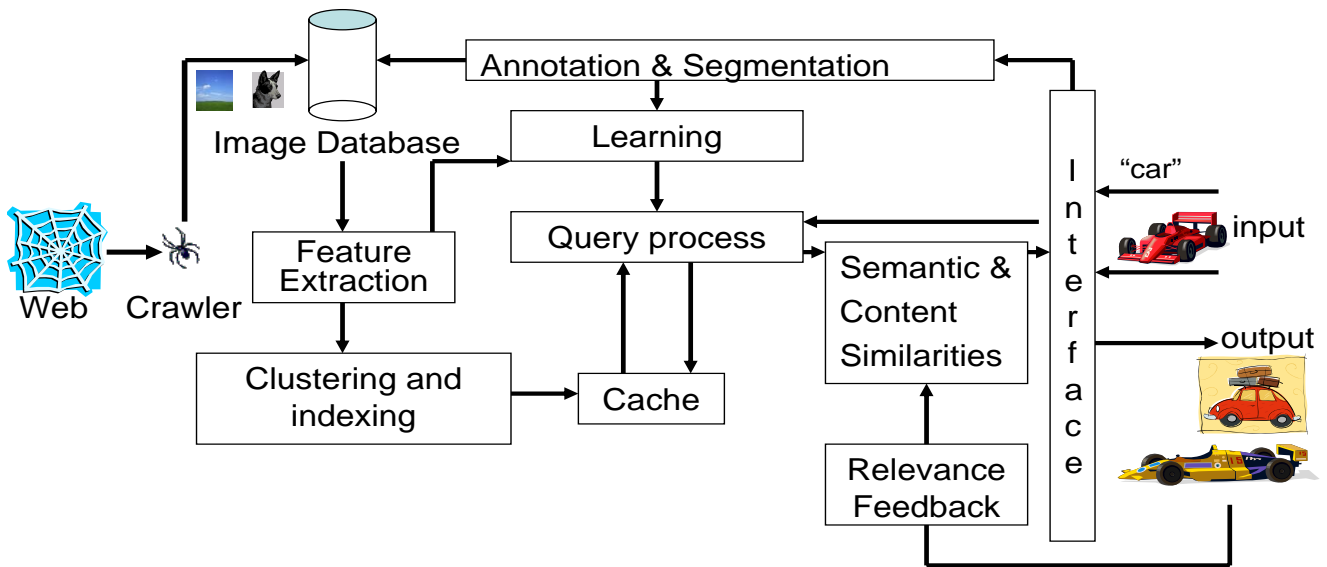 Annotation & Segmentation
Image Database
Learning
“car”
input
Query process
Feature
Extraction
Semantic &
Content
Similarities
Web
Crawler
Interface
output
Clustering and
indexing
Cache
Relevance
Feedback